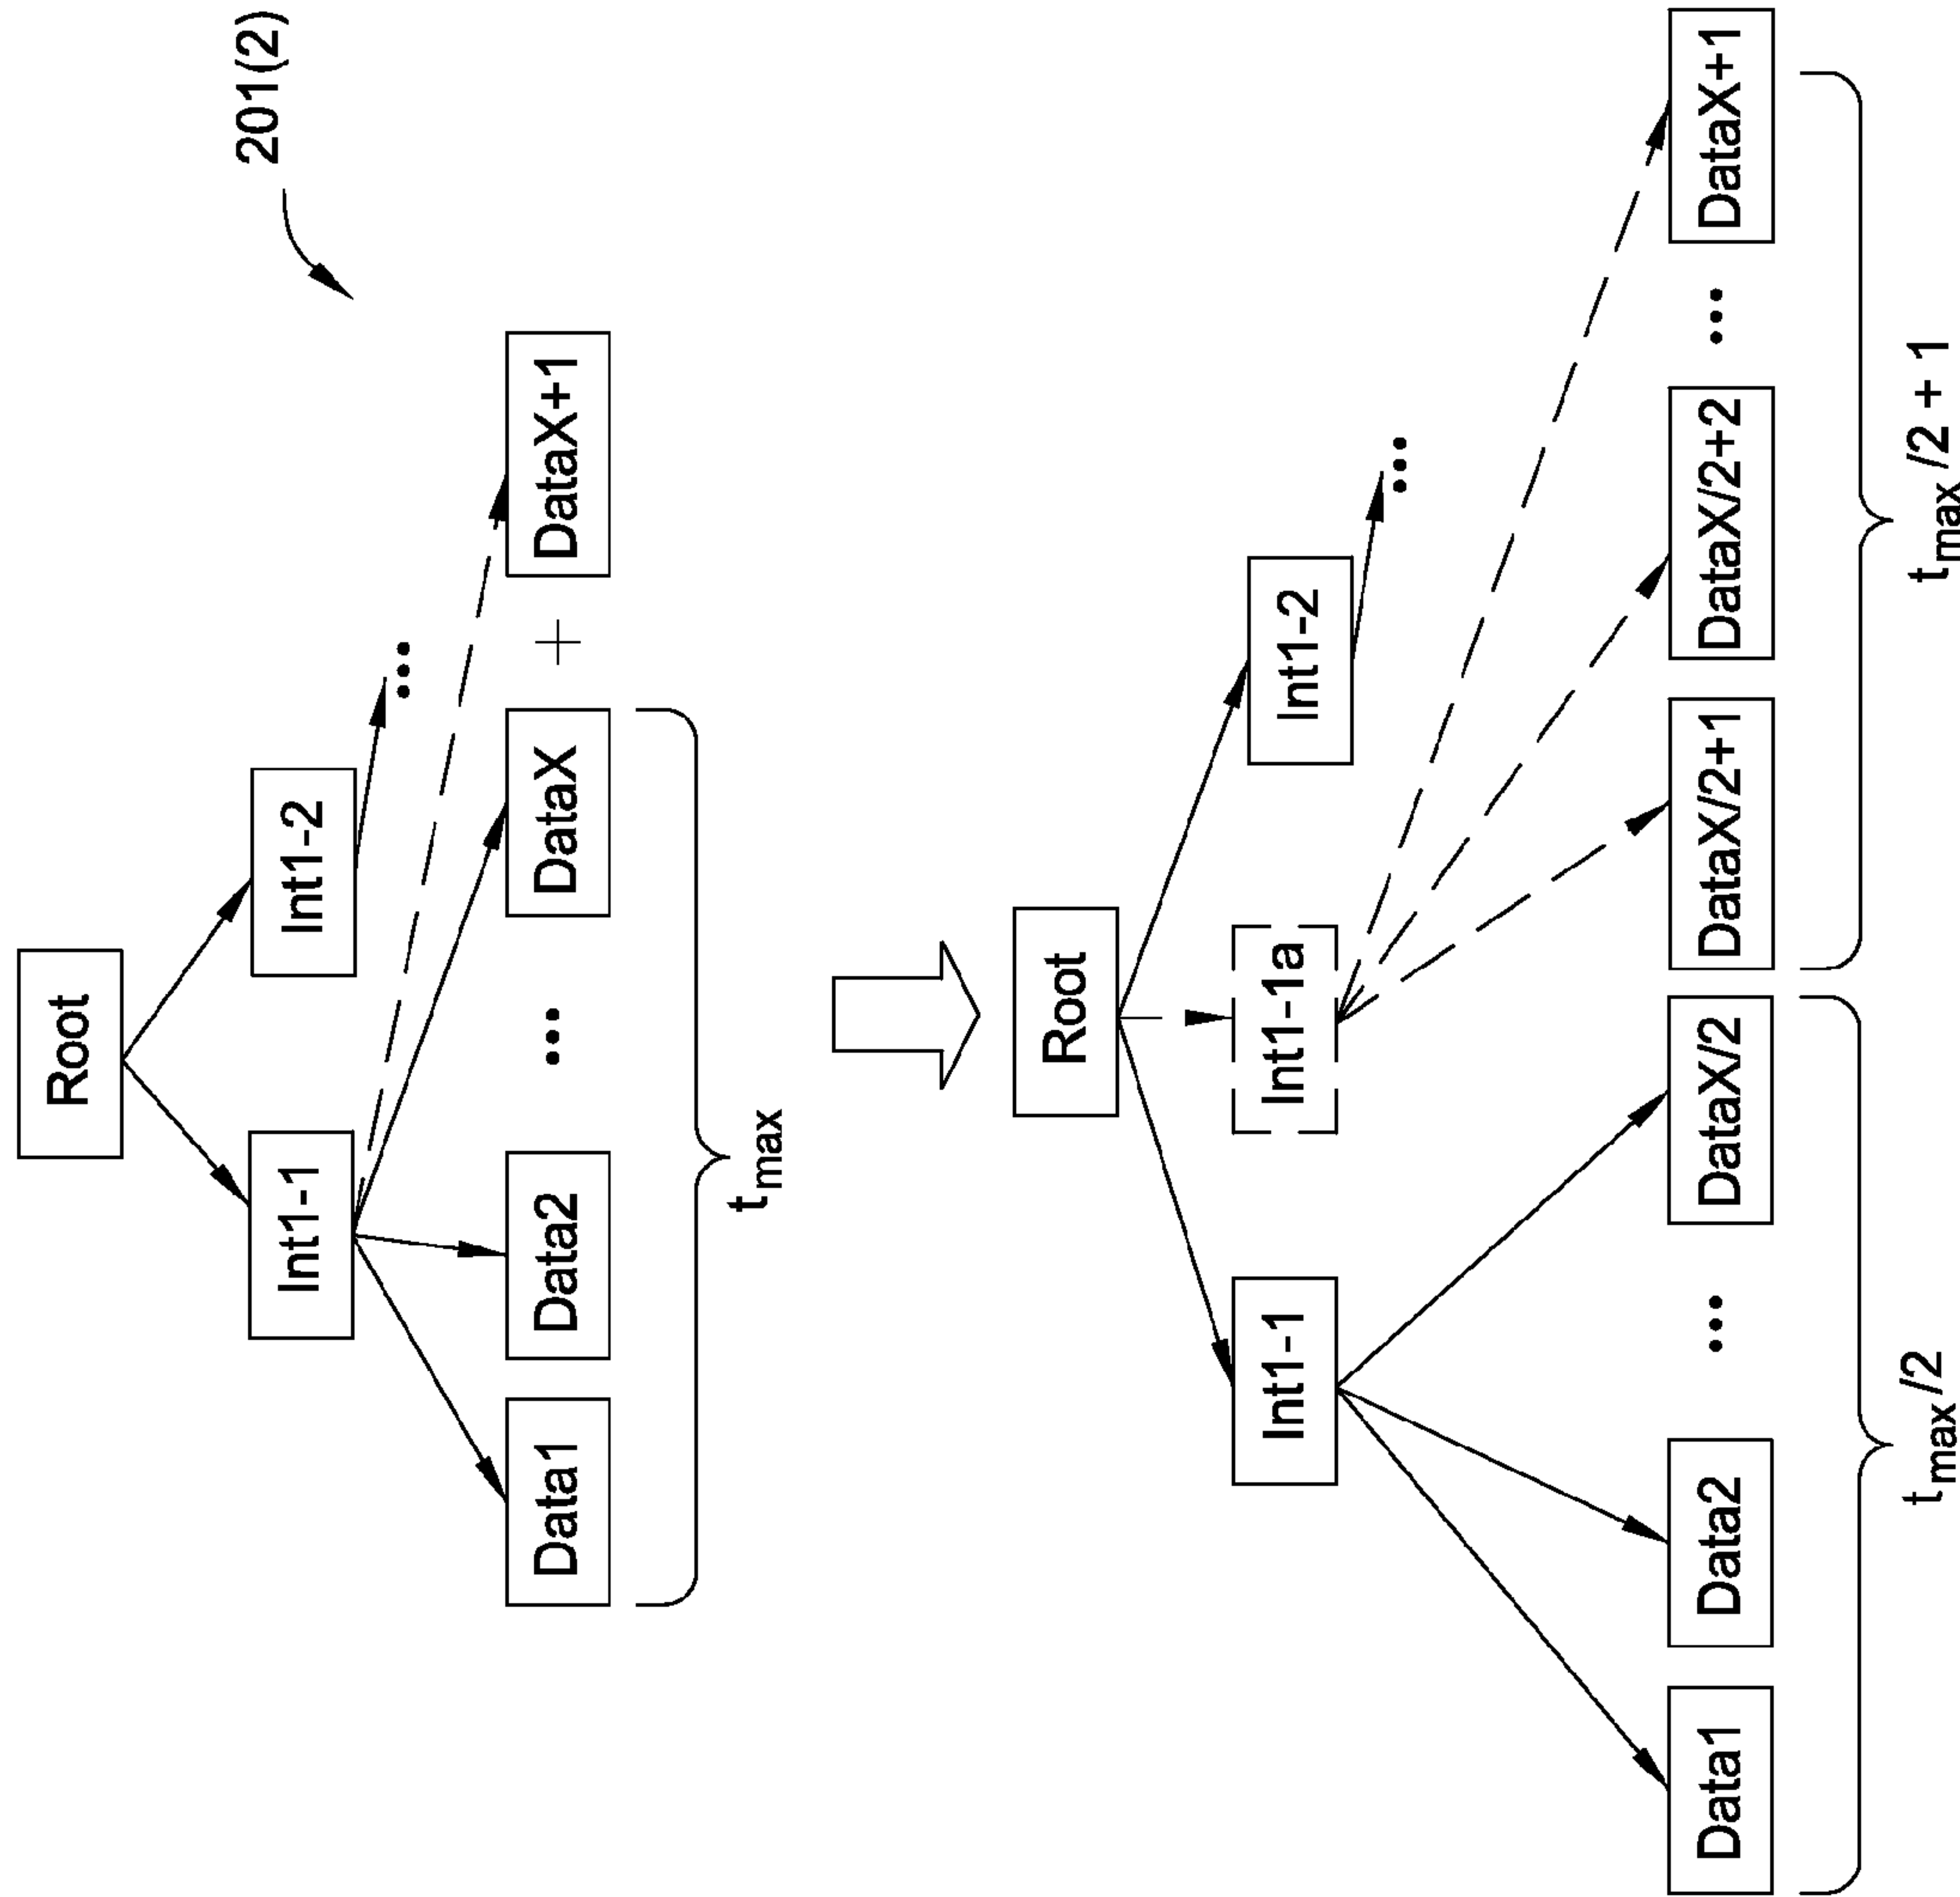 201(2)
Root
Int1-1
Int1-2
...
Data1
Data2
...
DataX
+
DataX+1
tmax
Root
Int1-1
Int1-1a
Int1-2
...
Data1
Data2
...
DataX/2
DataX/2+1
DataX/2+2
...
DataX+1
tmax/2
tmax/2 + 1